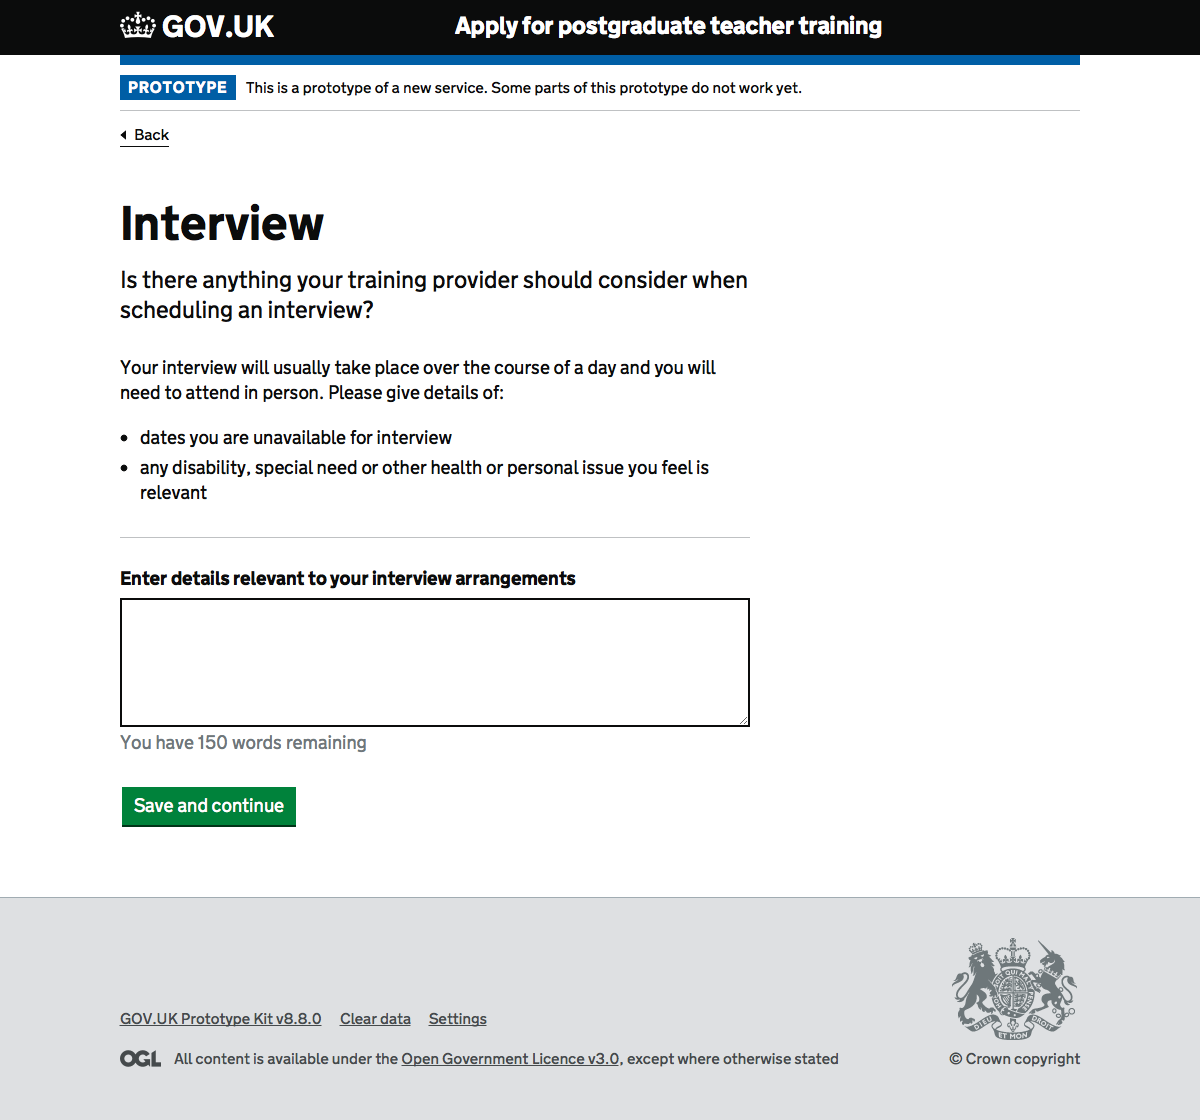 GOV.UK
Apply for postgraduate teacher training
PROTOTYPE This is a prototype of a new service. Some parts of this prototype do not work yet.
Back
Interview
Is there anything your training provider should consider when
scheduling an interview?
Your interview will usually take place over the course of a day and you will
need to attend in person. Please give details of:
• dates you are unavailable for interview
• any disability, special need or other health or personal issue you feel is
relevant
Enter details relevant to your interview arrangements
You have 150 words remaining
Save and continue
GOV.UK Prototype Kit v8.8.0 Clear data Settings
OGL All content is available under the Open Government Licence v3.0, except where otherwise stated
DIEU ET MON DROIT
© Crown copyright